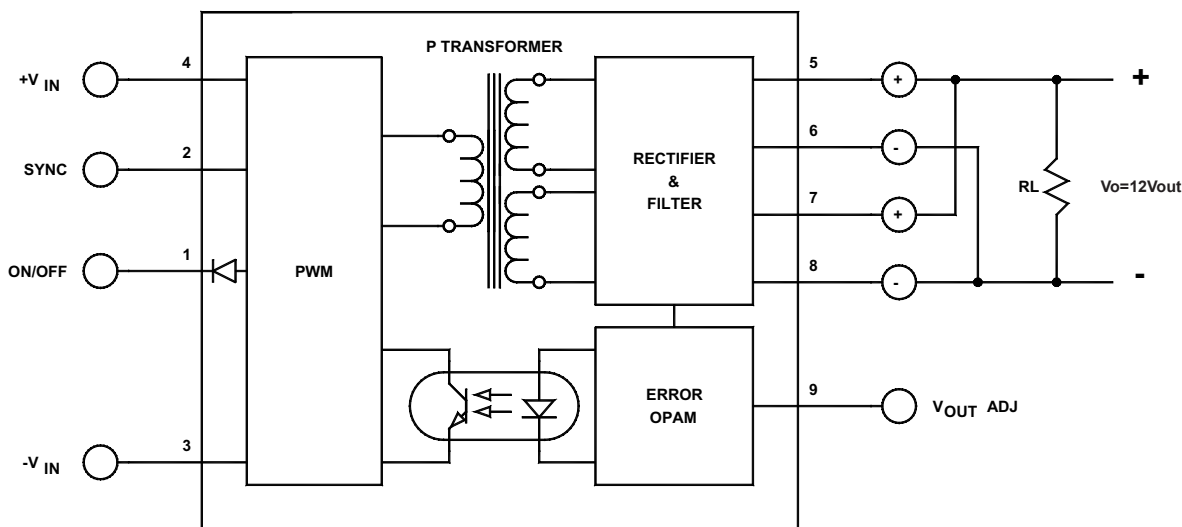 P TRANSFORMER
+V IN
4
SYNC
2
ON/OFF
1
-V IN
3
PWM
RECTIFIER
&
FILTER
ERROR
OPAM
5
+
6
-
7
+
8
-
9
VOUT ADJ
+
RL
Vo=12Vout
-